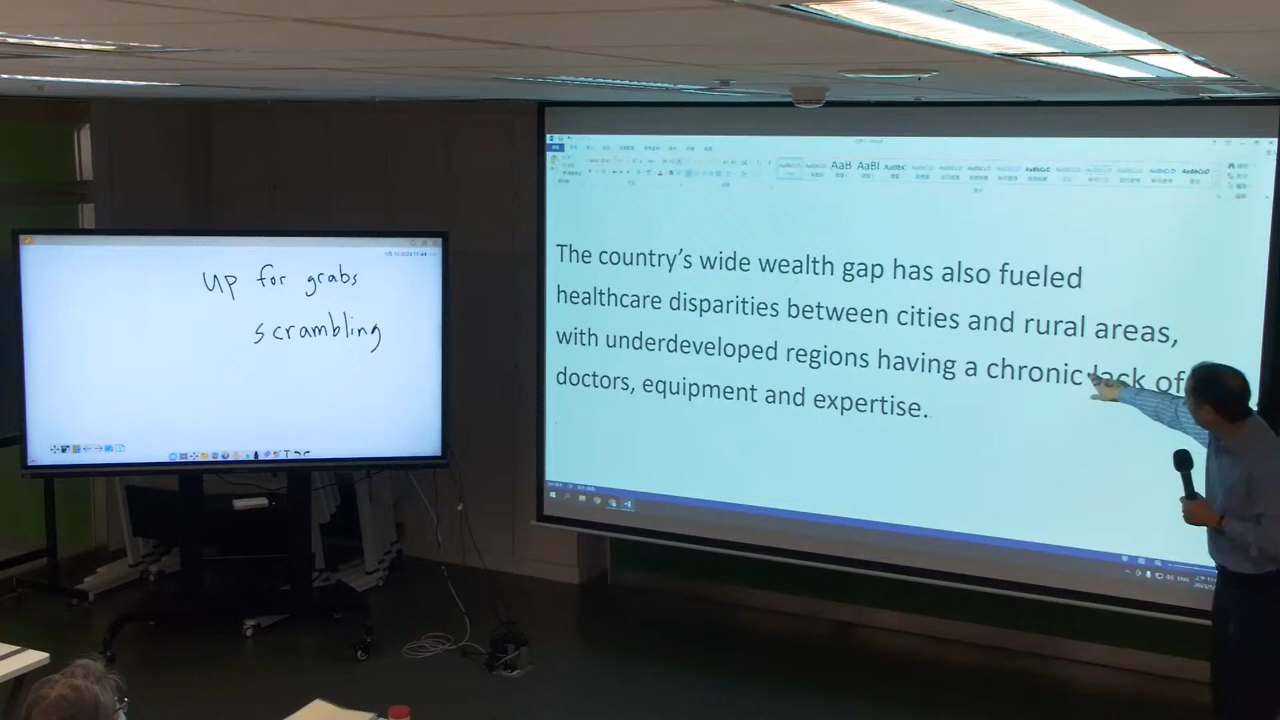 up for grabs
scrambling
The country's wide wealth gap has also fueled
healthcare disparities between cities and rural areas,
with underdeveloped regions having a chronic lack of
doctors, equipment and expertise.